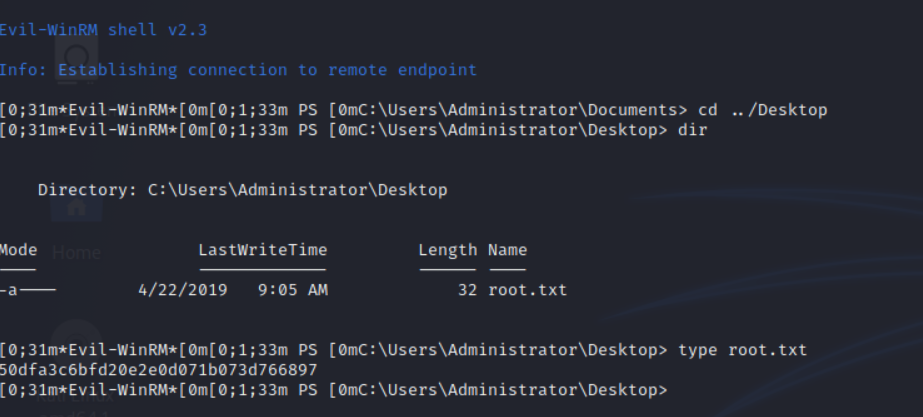 Evil-WinRM shell v2.3
Info: Establishing connection to remote endpoint
[0;31m*Evil-WinRM*[0m[0;1;33m PS [0mC:\Users\Administrator\Documents> cd ../Desktop
[0;31m*Evil-WinRM*[0m[0;1;33m PS [0mC:\Users\Administrator\Desktop> dir
Directory: C:\Users\Administrator\Desktop
Mode LastWriteTime Length Name
---- ------------- ------ ----
-a---- 4/22/2019 9:05 AM 32 root.txt
[0;31m*Evil-WinRM*[0m[0;1;33m PS [0mC:\Users\Administrator\Desktop> type root.txt
50dfa3c6bfd20e2e0d071b073d766897
[0;31m*Evil-WinRM*[0m[0;1;33m PS [0mC:\Users\Administrator\Desktop>
Home